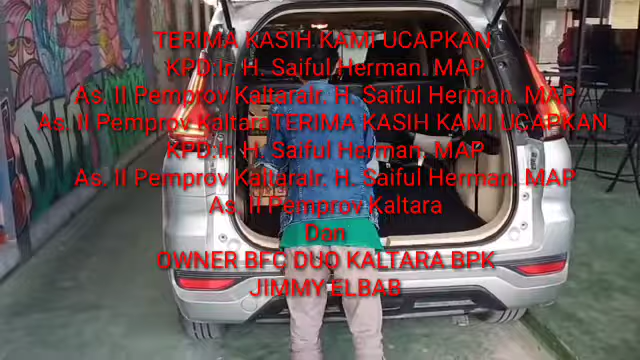 TERIMA KASIH KAMI UCAPKAN
KPD:Ir. H. Saiful Herman. MAP
As. II Pemprov KaltaraIr. H. Saiful Herman. MAP
As. II Pemprov KaltaraTERIMA KASIH KAMI UCAPKAN
KPD:Ir. H. Saiful Herman. MAP
As. II Pemprov KaltaraIr. H. Saiful Herman. MAP
As. II Pemprov Kaltara
Dan
OWNER BFC DUO KALTARA BPK
JIMMY ELBAB